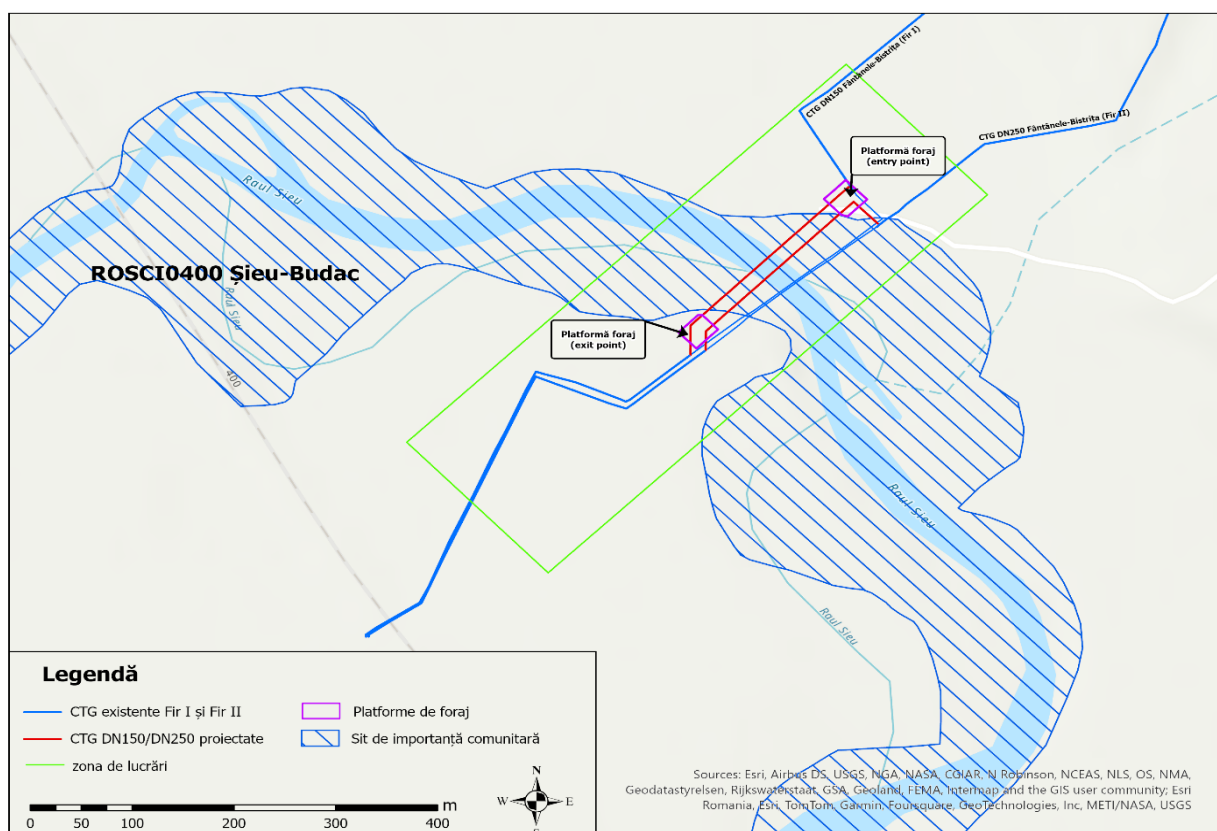 CTG DN150 Fântânele-Bistrița (Fir I)
CTG DN250 Fântânele-Bistrița (Fir II)
Platformă foraj
(entry point)
Raul Sieu
ROSCI0400 Șieu-Budac
Raul Sieu
Platformă foraj
(exit point)
400
Raul Sieu
Raul Sieu
Legendă
CTG existente Fir I și Fir II
Platforme de foraj
CTG DN150/DN250 proiectate
Sit de importanță comunitară
zona de lucrări
m
0 50 100 200 300 400
N
W E
S
Sources: Esri, Airbus DS, USGS, NGA, NASA, CGIAR, N Robinson, NCEAS, NLS, OS, NMA,
Geodatastyrelsen, Rijkswaterstaat, GSA, Geoland, FEMA, Intermap and the GIS user community; Esri
Romania, Esri, TomTom, Garmin, Foursquare, GeoTechnologies, Inc, METI/NASA, USGS